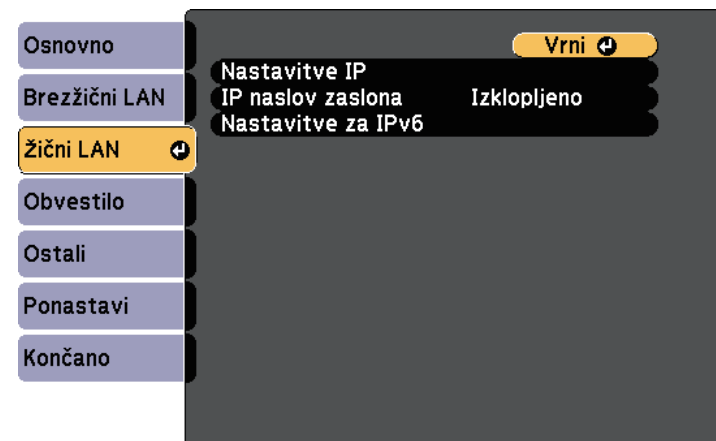 Osnovno
Brezžični LAN
Žični LAN
Obvestilo
Ostali
Ponastavi
Končano
Vrni
Nastavitve IP
IP naslov zaslona Izklopljeno
Nastavitve za IPv6